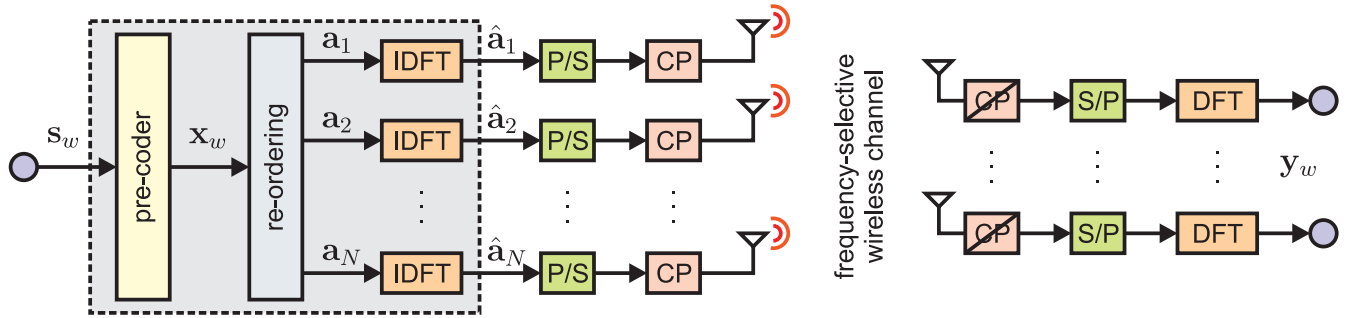 s_w
pre-coder
x_w
re-ordering
a_1
IDFT
â_1
P/S
CP
a_2
IDFT
â_2
P/S
CP
⋮
⋮
⋮
a_N
IDFT
â_N
P/S
CP
frequency-selective
wireless channel
CP
S/P
DFT
⋮
⋮
⋮
y_w
CP
S/P
DFT